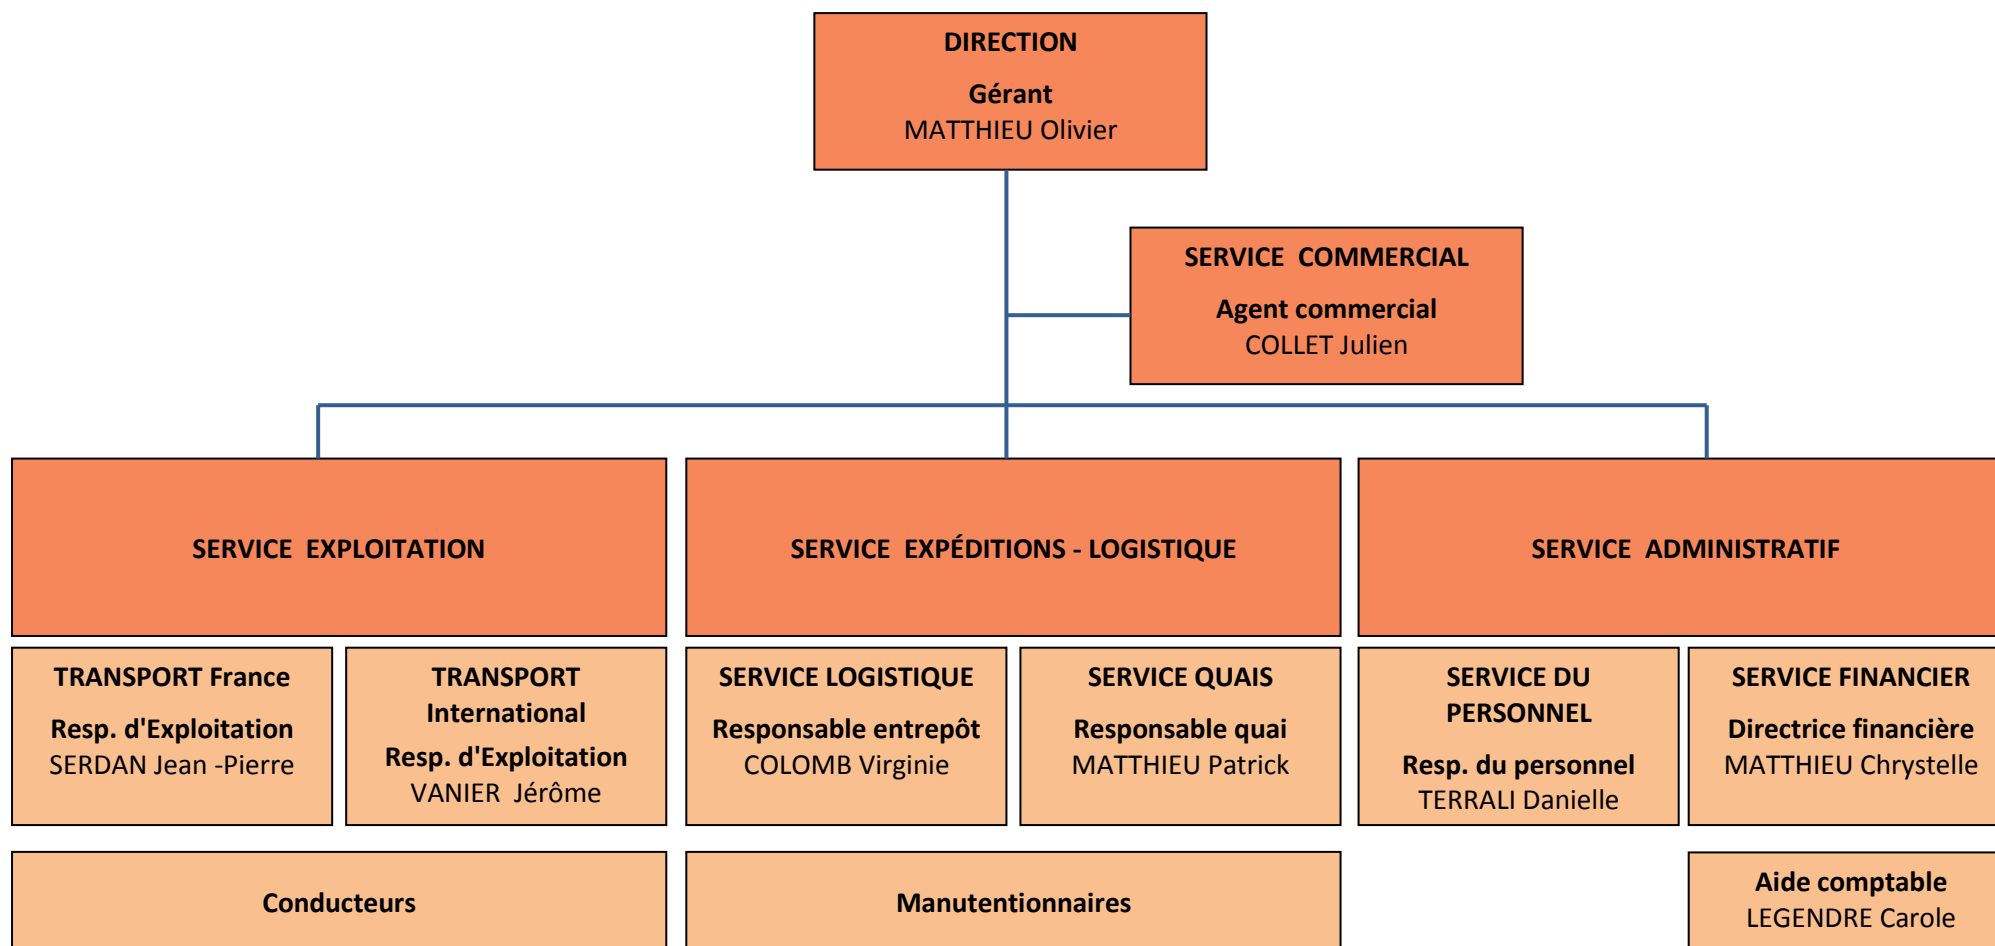 DIRECTION
Gérant
MATTHIEU Olivier
SERVICE COMMERCIAL
Agent commercial
COLLET Julien
SERVICE EXPLOITATION
SERVICE EXPÉDITIONS - LOGISTIQUE
SERVICE ADMINISTRATIF
TRANSPORT France
Resp. d'Exploitation
SERDAN Jean -Pierre
TRANSPORT
International
Resp. d'Exploitation
VANIER Jérôme
SERVICE LOGISTIQUE
Responsable entrepôt
COLOMB Virginie
SERVICE QUAIS
Responsable quai
MATTHIEU Patrick
SERVICE DU
PERSONNEL
Resp. du personnel
TERRALI Danielle
SERVICE FINANCIER
Directrice financière
MATTHIEU Chrystelle
Conducteurs
Manutentionnaires
Aide comptable
LEGENDRE Carole